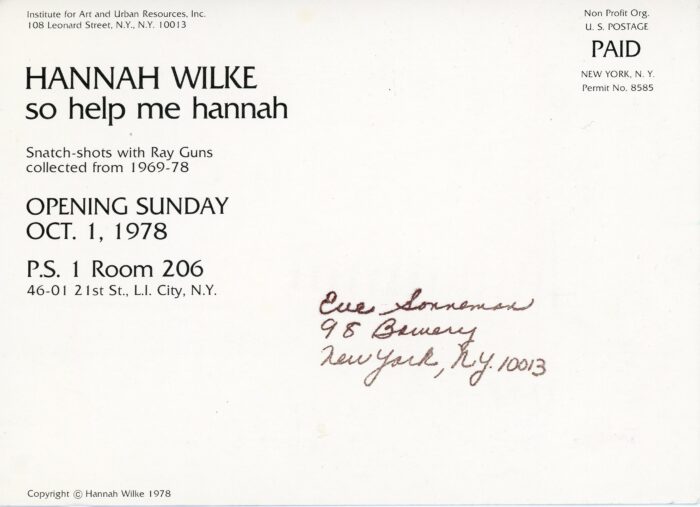 Institute for Art and Urban Resources, Inc.
108 Leonard Street, N.Y., N.Y. 10013
Non Profit Org.
U. S. POSTAGE
PAID
NEW YORK, N. Y.
Permit No. 8585
HANNAH WILKE
so help me hannah
Snatch-shots with Ray Guns
collected from 1969-78
OPENING SUNDAY
OCT. 1, 1978
P.S. 1 Room 206
46-01 21st St., L.I. City, N.Y.
Eve Sonneman
98 Bowery
New York, N.Y. 10013
Copyright © Hannah Wilke 1978